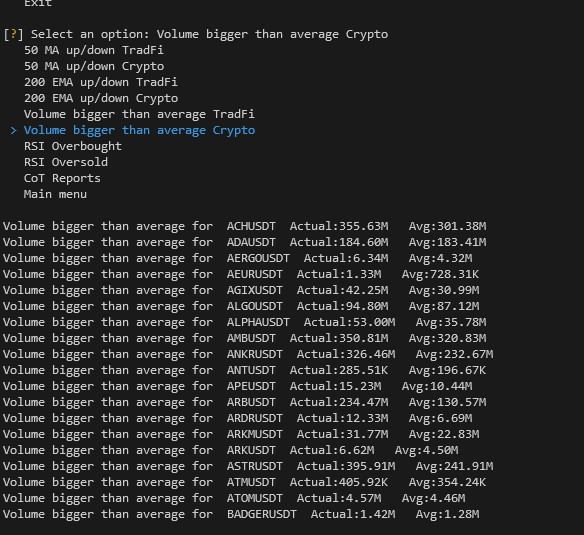 Exit
[?] Select an option: Volume bigger than average Crypto
50 MA up/down TradFi
50 MA up/down Crypto
200 EMA up/down TradFi
200 EMA up/down Crypto
Volume bigger than average TradFi
> Volume bigger than average Crypto
RSI Overbought
RSI Oversold
CoT Reports
Main menu
Volume bigger than average for  ACHUSDT  Actual:355.63M   Avg:301.38M
Volume bigger than average for  ADAUSDT  Actual:184.60M   Avg:183.41M
Volume bigger than average for  AERGOUSDT  Actual:6.34M   Avg:4.32M
Volume bigger than average for  AEURUSDT  Actual:1.33M   Avg:728.31K
Volume bigger than average for  AGIXUSDT  Actual:42.25M   Avg:30.99M
Volume bigger than average for  ALGOUSDT  Actual:94.80M   Avg:87.12M
Volume bigger than average for  ALPHAUSDT  Actual:53.00M   Avg:35.78M
Volume bigger than average for  AMBUSDT  Actual:350.81M   Avg:320.83M
Volume bigger than average for  ANKRUSDT  Actual:326.46M   Avg:232.67M
Volume bigger than average for  ANTUSDT  Actual:285.51K   Avg:196.67K
Volume bigger than average for  APEUSDT  Actual:15.23M   Avg:10.44M
Volume bigger than average for  ARBUSDT  Actual:234.47M   Avg:130.57M
Volume bigger than average for  ARDRUSDT  Actual:12.33M   Avg:6.69M
Volume bigger than average for  ARKMUSDT  Actual:31.77M   Avg:22.83M
Volume bigger than average for  ARKUSDT  Actual:6.62M   Avg:4.50M
Volume bigger than average for  ASTRUSDT  Actual:395.91M   Avg:241.91M
Volume bigger than average for  ATMUSDT  Actual:405.92K   Avg:354.24K
Volume bigger than average for  ATOMUSDT  Actual:4.57M   Avg:4.46M
Volume bigger than average for  BADGERUSDT  Actual:1.42M   Avg:1.28M